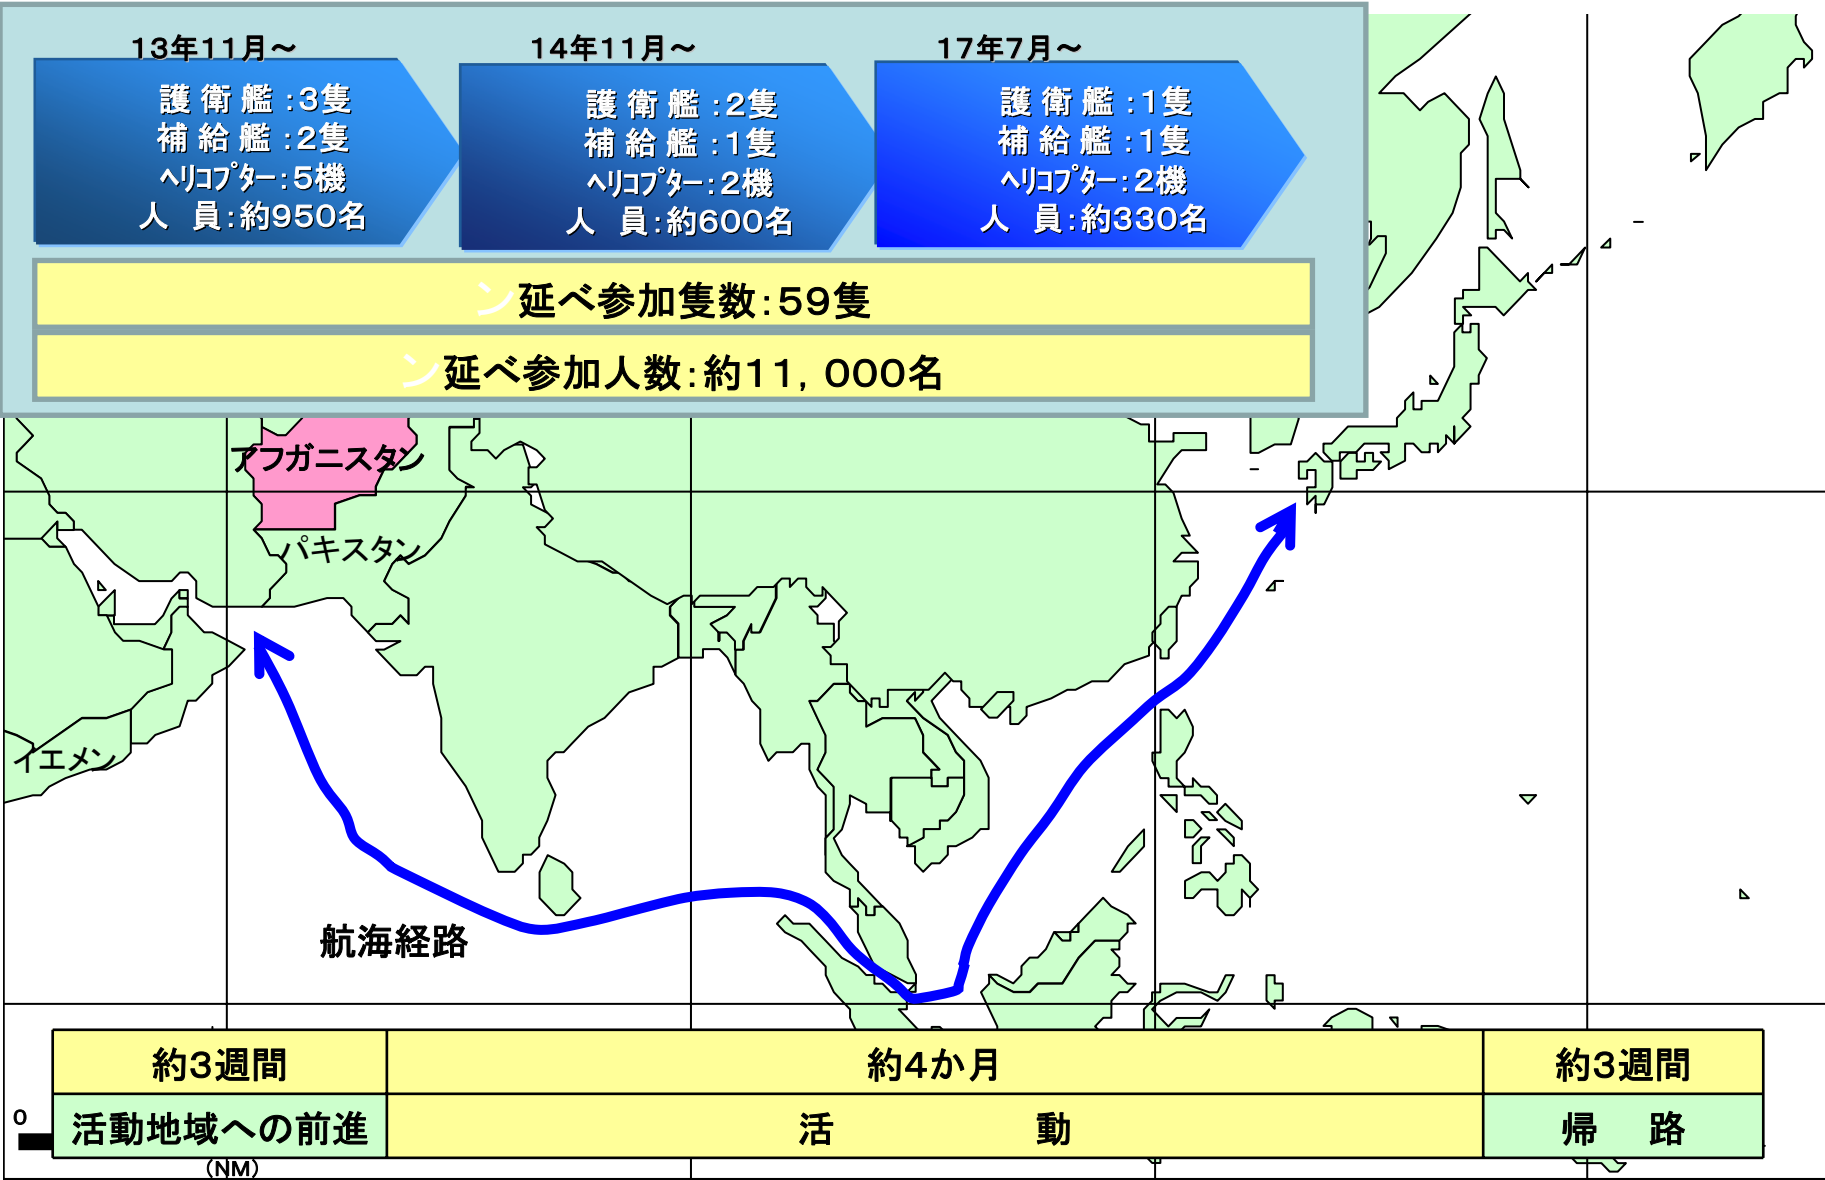 13年11月～
護衛艦：3隻
補給艦：2隻
ﾍﾘｺﾌﾟﾀｰ：5機
人　員：約950名
14年11月～
護衛艦：2隻
補給艦：1隻
ﾍﾘｺﾌﾟﾀｰ：2機
人　員：約600名
17年7月～
護衛艦：1隻
補給艦：1隻
ﾍﾘｺﾌﾟﾀｰ：2機
人　員：約330名
ン延べ参加隻数：59隻
ン延べ参加人数：約11，000名
アフガニスタン
パキスタン
イエメン
航海経路
約3週間
約4か月
約3週間
活動地域への前進
活　動
帰　路
0
(NM)